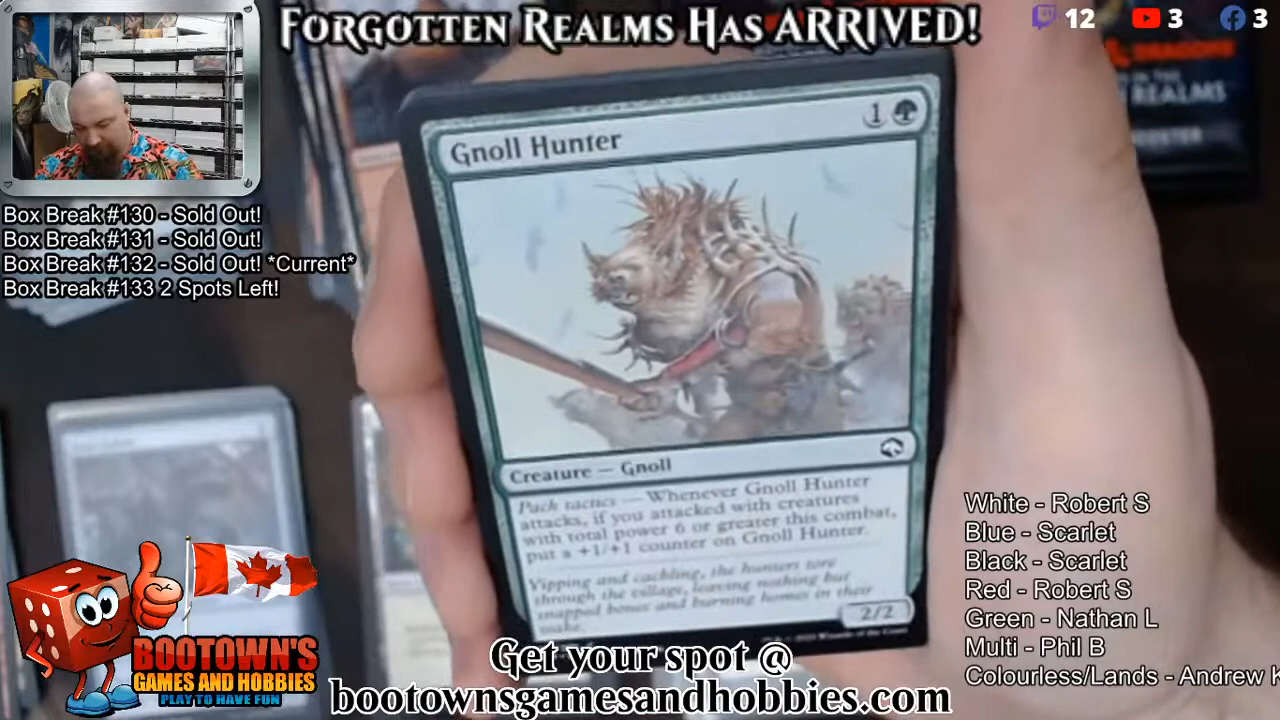 FORGOTTEN REALMS HAS ARRIVED!
12
3
3
Box Break #130 - Sold Out!
Box Break #131 - Sold Out!
Box Break #132 - Sold Out! *Current*
Box Break #133 2 Spots Left!
REALMS
Gnoll Hunter
1
Creature — Gnoll
Pack tactics — Whenever Gnoll Hunter
attacks, if you attacked with creatures
with total power 6 or greater this combat,
put a +1/+1 counter on Gnoll Hunter.
Yipping and cackling, the hunters tore
through the village, leaving nothing but
snapped bones and burning homes in their
wake.
2/2
White - Robert S
Blue - Scarlet
Black - Scarlet
Red - Robert S
Green - Nathan L
Multi - Phil B
Colourless/Lands - Andrew K
BOOTOWN'S
GAMES AND HOBBIES
PLAY TO HAVE FUN
Get your spot @
bootownsgamesandhobbies.com